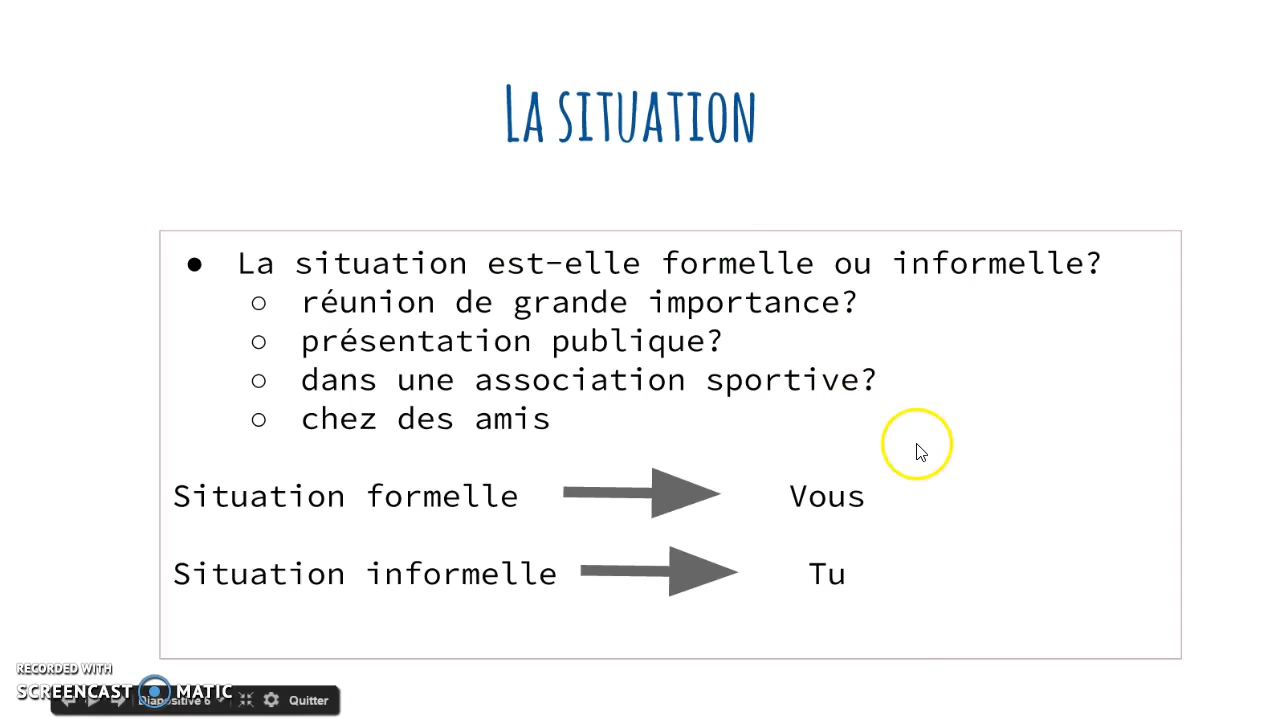 LA SITUATION
● La situation est-elle formelle ou informelle?
○ réunion de grande importance?
○ présentation publique?
○ dans une association sportive?
○ chez des amis
Situation formelle Vous
Situation informelle Tu
RECORDED WITH
SCREENCAST MATIC
Diapositive 6 Quitter